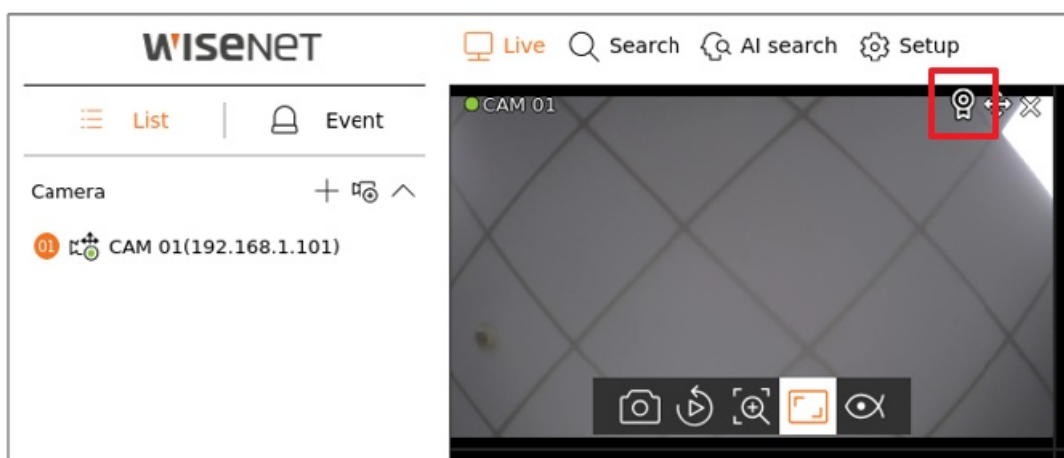 WISENET
Live Search AI search Setup
List Event
CAM 01
Camera
01 CAM 01(192.168.1.101)